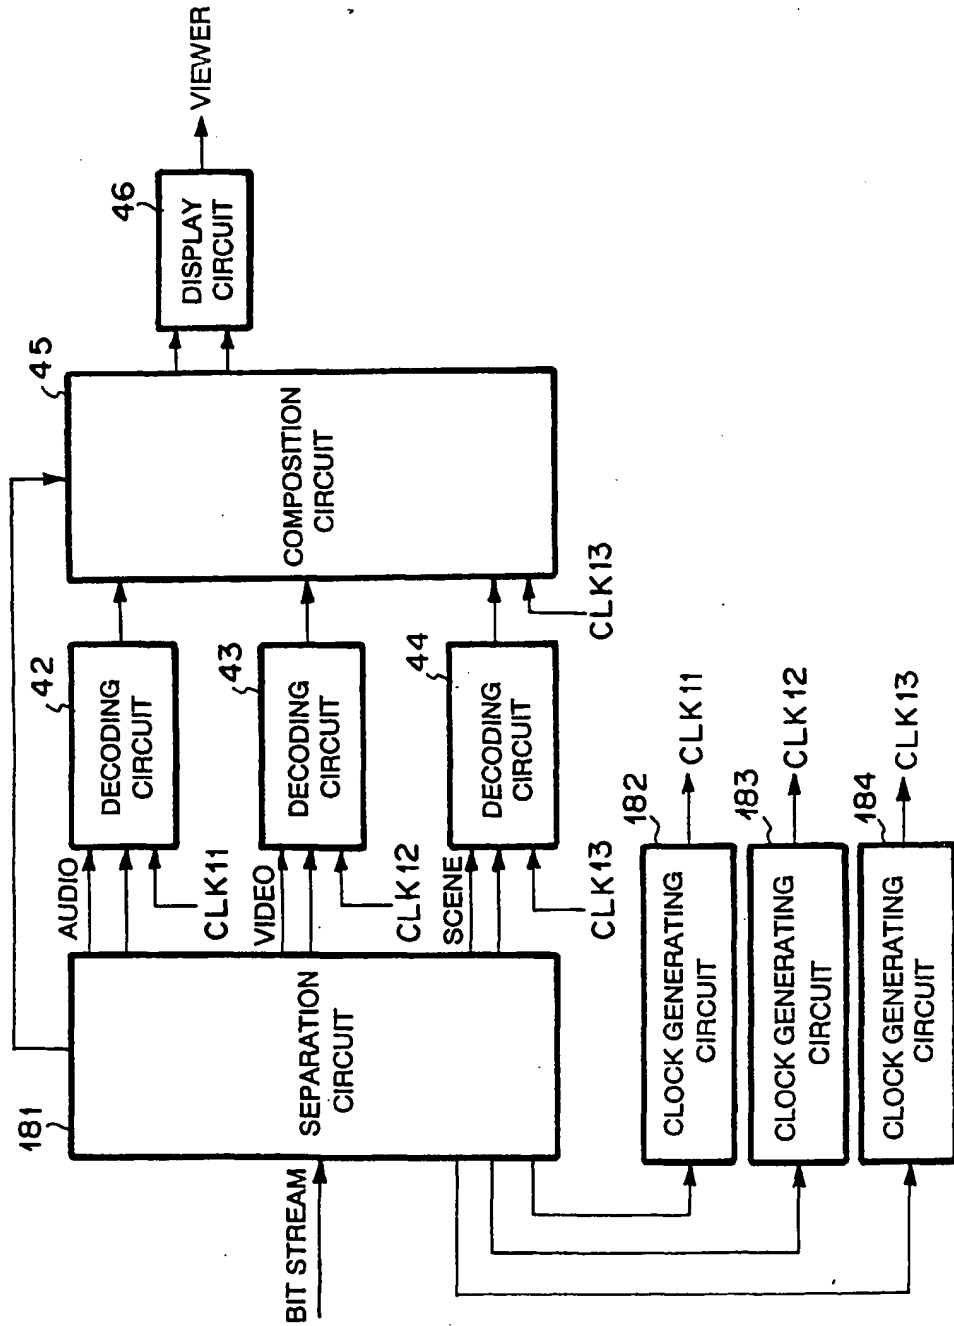 BIT STREAM
181
SEPARATION
CIRCUIT
AUDIO
CLK11
VIDEO
CLK12
SCENE
CLK13
42
DECODING
CIRCUIT
43
DECODING
CIRCUIT
44
DECODING
CIRCUIT
CLK13
45
COMPOSITION
CIRCUIT
46
DISPLAY
CIRCUIT
VIEWER
182
CLOCK GENERATING
CIRCUIT
CLK11
183
CLOCK GENERATING
CIRCUIT
CLK12
184
CLOCK GENERATING
CIRCUIT
CLK13